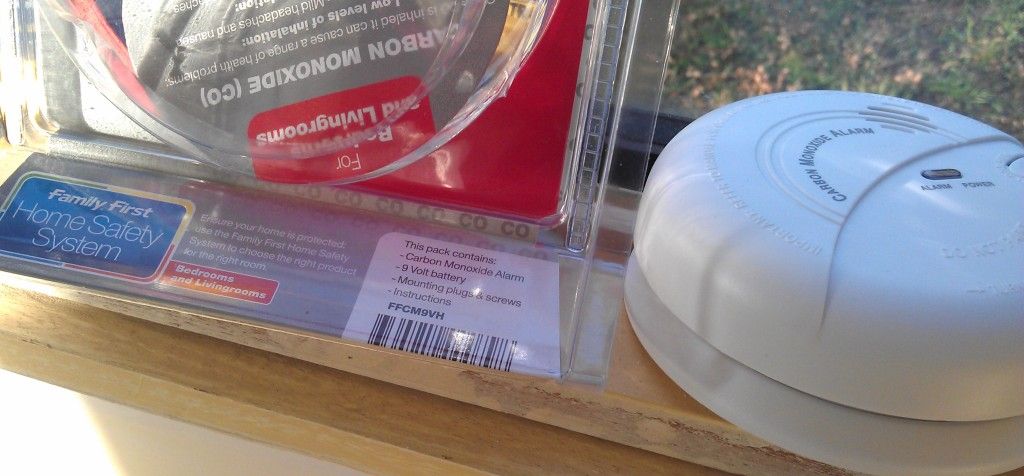 Low levels of inhalation:
CARBON MONOXIDE (CO)
For
Bedrooms
and Livingrooms
CO CO CO CO CO CO
Family First
Home Safety
System
Ensure your home is protected:
use the Family First Home Safety
System to choose the right product
for the right room.
Bedrooms
and Livingrooms
This pack contains:
- Carbon Monoxide Alarm
- 9 Volt battery
- Mounting plugs & screws
- Instructions
FFCM9VH
CARBON MONOXIDE ALARM
ALARM POWER
DO NOT